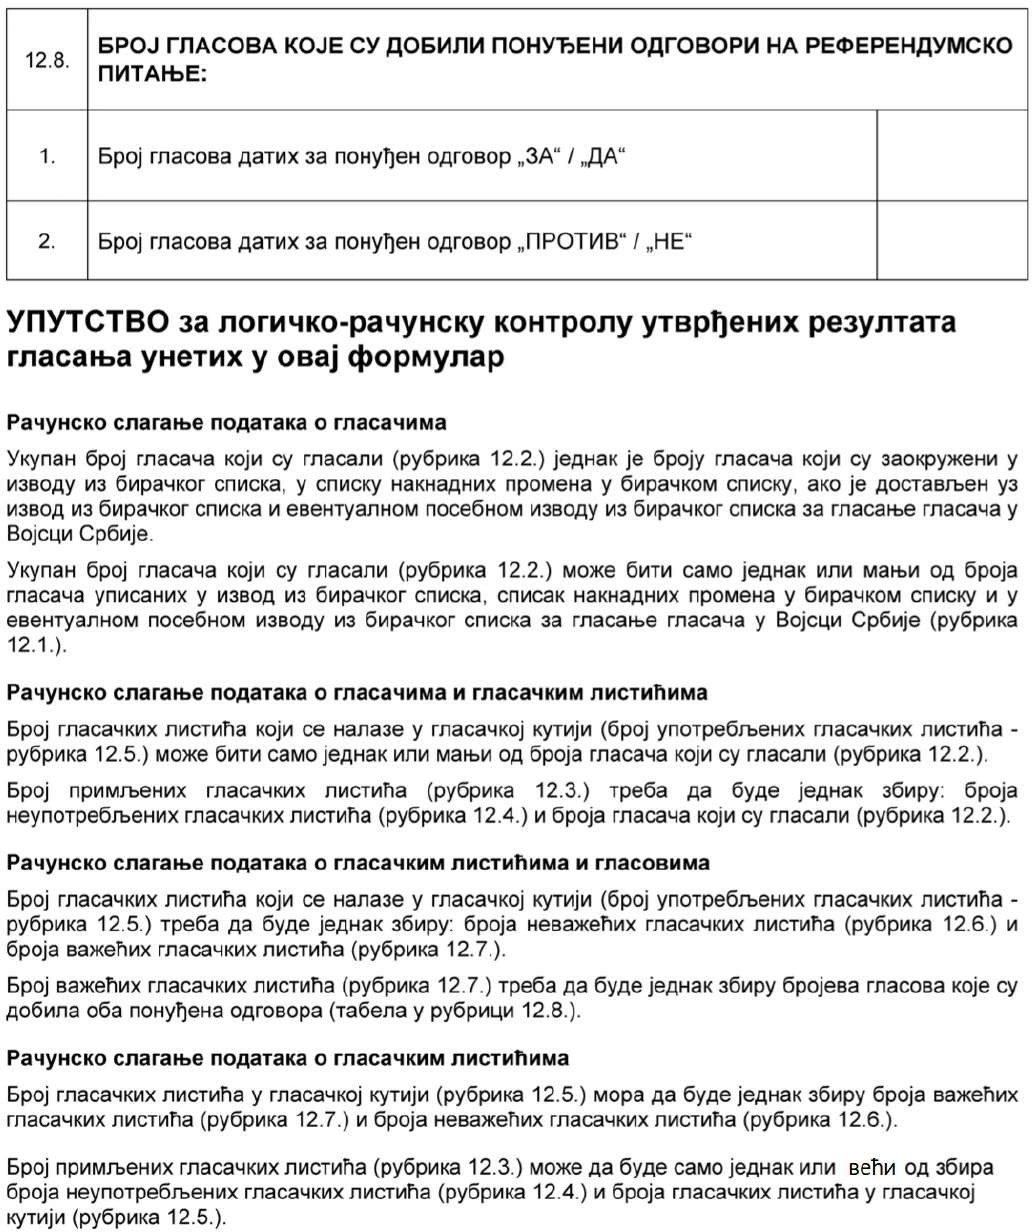 12.8. БРОЈ ГЛАСОВА КОЈЕ СУ ДОБИЛИ ПОНУЂЕНИ ОДГОВОРИ НА РЕФЕРЕНДУМСКО
ПИТАЊЕ:
1. Број гласова датих за понуђен одговор „ЗА“ / „ДА“
2. Број гласова датих за понуђен одговор „ПРОТИВ“ / „НЕ“
УПУТСТВО за логичко-рачунску контролу утврђених резултата
гласања унетих у овај формулар
Рачунско слагање података о гласачима
Укупан број гласача који су гласали (рубрика 12.2.) једнак је броју гласача који су заокружени у
изводу из бирачког списка, у списку накнадних промена у бирачком списку, ако је достављен уз
извод из бирачког списка и евентуалном посебном изводу из бирачког списка за гласање гласача у
Војсци Србије.
Укупан број гласача који су гласали (рубрика 12.2.) може бити само једнак или мањи од броја
гласача уписаних у извод из бирачког списка, списак накнадних промена у бирачком списку и у
евентуалном посебном изводу из бирачког списка за гласање гласача у Војсци Србије (рубрика
12.1.).
Рачунско слагање података о гласачима и гласачким листићима
Број гласачких листића који се налазе у гласачкој кутији (број употребљених гласачких листића -
рубрика 12.5.) може бити само једнак или мањи од броја гласача који су гласали (рубрика 12.2.).
Број примљених гласачких листића (рубрика 12.3.) треба да буде једнак збиру: броја
неупотребљених гласачких листића (рубрика 12.4.) и броја гласача који су гласали (рубрика 12.2.).
Рачунско слагање података о гласачким листићима и гласовима
Број гласачких листића који се налазе у гласачкој кутији (број употребљених гласачких листића -
рубрика 12.5.) треба да буде једнак збиру: броја неважећих гласачких листића (рубрика 12.6.) и
броја важећих гласачких листића (рубрика 12.7.).
Број важећих гласачких листића (рубрика 12.7.) треба да буде једнак збиру бројева гласова које су
добила оба понуђена одговора (табела у рубрици 12.8.).
Рачунско слагање података о гласачким листићима
Број гласачких листића у гласачкој кутији (рубрика 12.5.) мора да буде једнак збиру броја важећих
гласачких листића (рубрика 12.7.) и броја неважећих гласачких листића (рубрика 12.6.).
Број примљених гласачких листића (рубрика 12.3.) може да буде само једнак или већи од збира
броја неупотребљених гласачких листића (рубрика 12.4.) и броја гласачких листића у гласачкој
кутији (рубрика 12.5.).